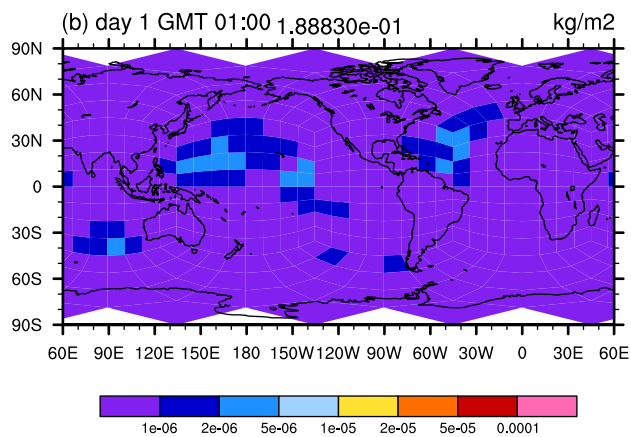 (b) day 1 GMT 01:00 1.88830e-01 kg/m2
90N
60N
30N
0
30S
60S
90S
60E 90E 120E 150E 180 150W 120W 90W 60W 30W 0 30E 60E
1e-06 2e-06 5e-06 1e-05 2e-05 5e-05 0.0001